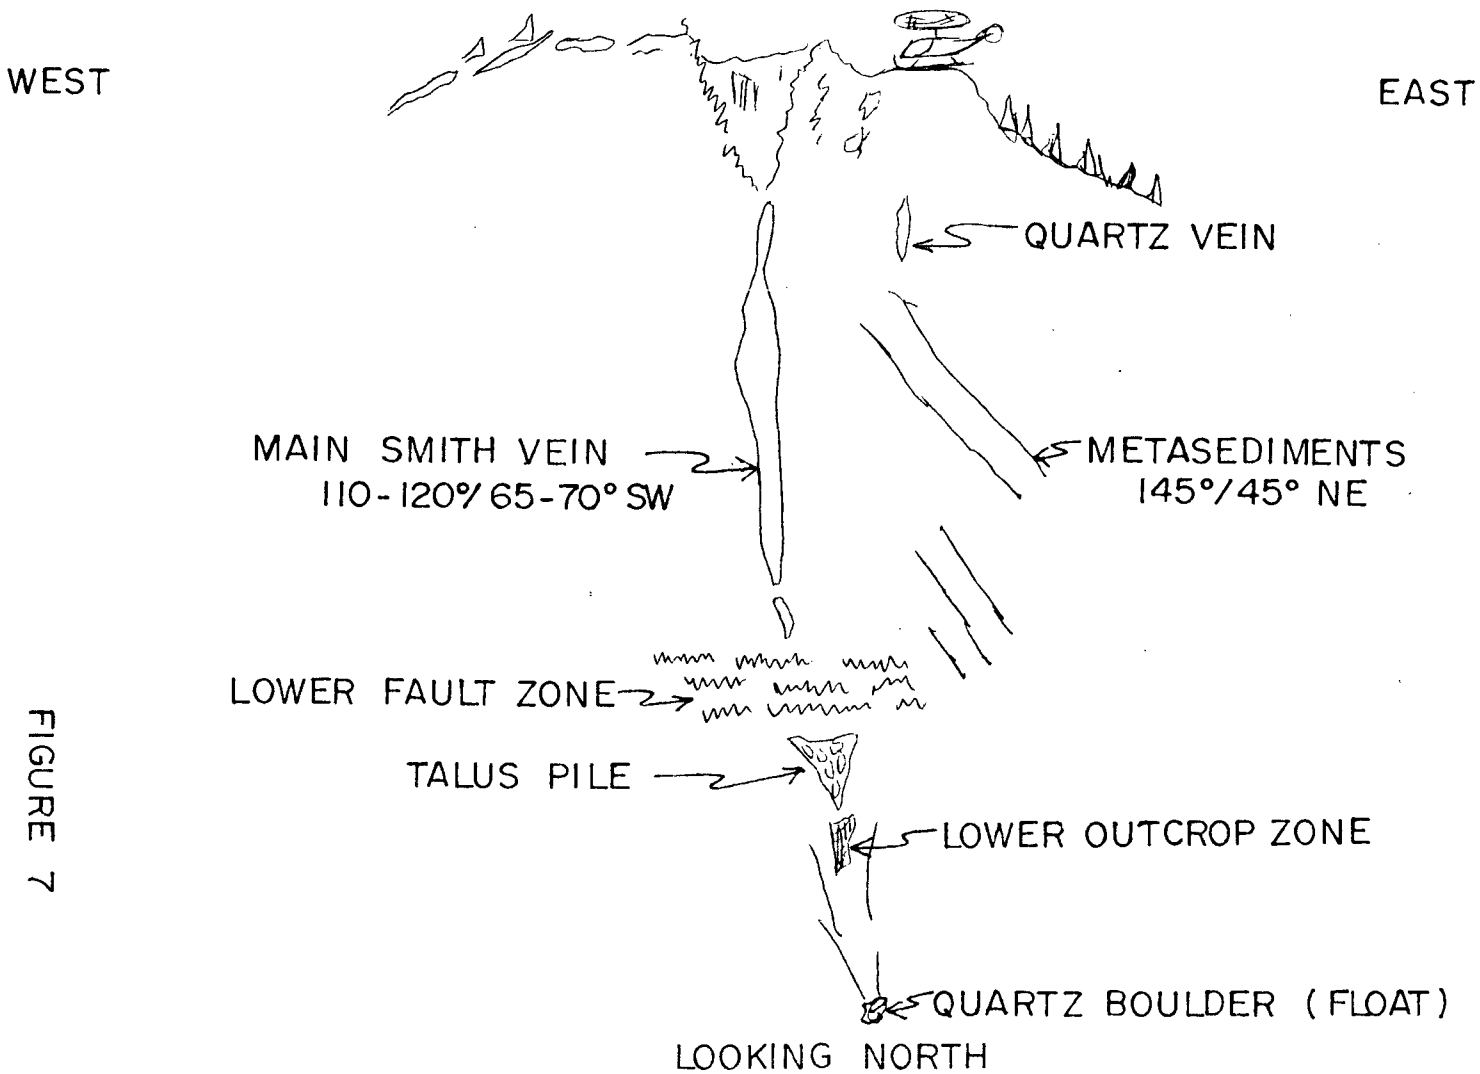 WEST
EAST
QUARTZ VEIN
MAIN SMITH VEIN
110-120°/65-70° SW
METASEDIMENTS
145°/45° NE
LOWER FAULT ZONE
TALUS PILE
LOWER OUTCROP ZONE
QUARTZ BOULDER (FLOAT)
LOOKING NORTH
FIGURE 7